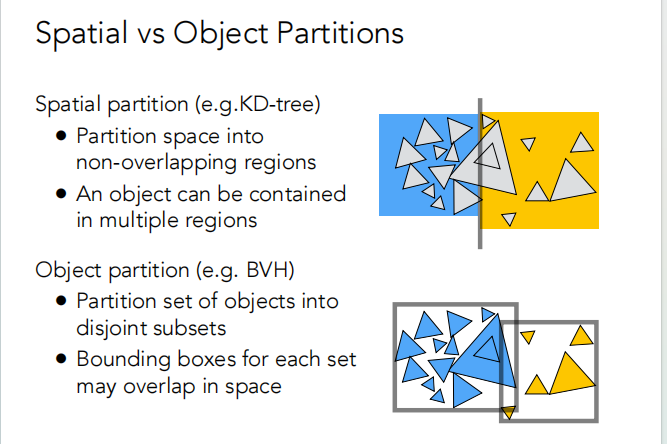 Spatial vs Object Partitions
Spatial partition (e.g.KD-tree)
● Partition space into
non-overlapping regions
● An object can be contained
in multiple regions
Object partition (e.g. BVH)
● Partition set of objects into
disjoint subsets
● Bounding boxes for each set
may overlap in space